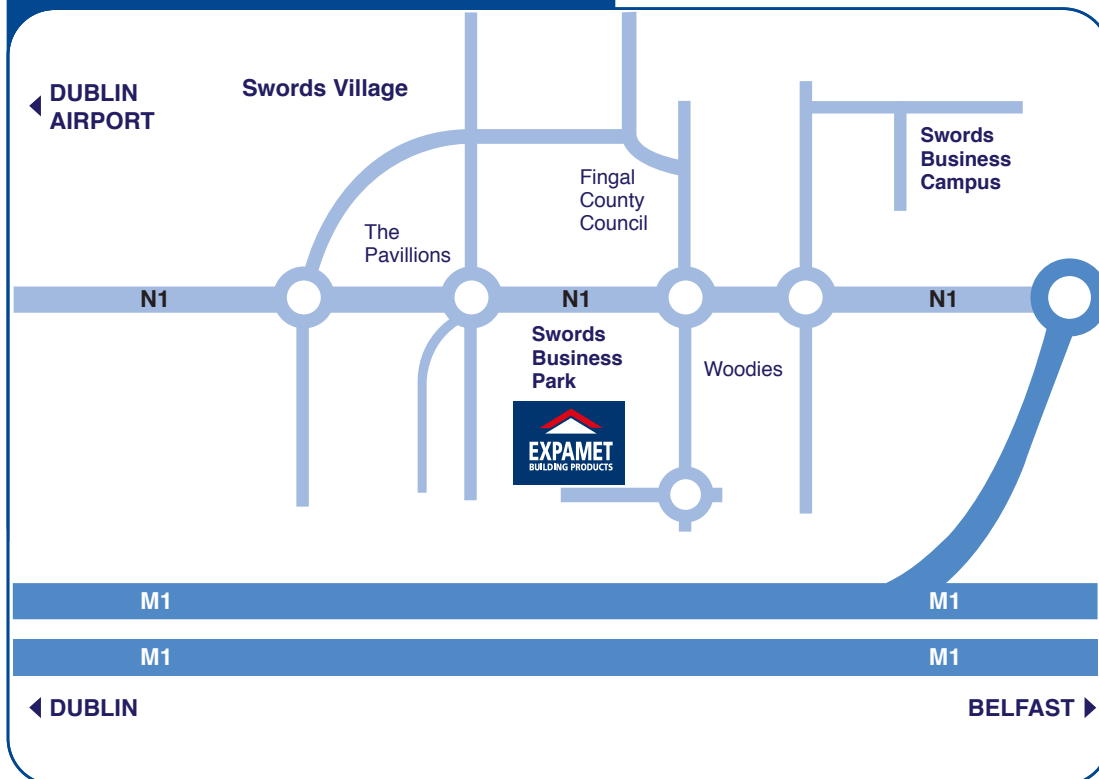 DUBLIN
AIRPORT
Swords Village
Swords
Business
Campus
Fingal
County
Council
The
Pavillions
N1
N1
N1
Swords
Business
Park
Woodies
EXPAMET
BUILDING PRODUCTS
M1
M1
M1
M1
DUBLIN
BELFAST